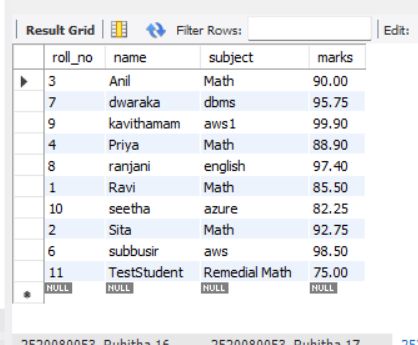 Result Grid Filter Rows: Edit:
roll_no name subject marks
3 Anil Math 90.00
7 dwaraka dbms 95.75
9 kavithamam aws1 99.90
4 Priya Math 88.90
8 ranjani english 97.40
1 Ravi Math 85.50
10 seetha azure 82.25
2 Sita Math 92.75
6 subbusir aws 98.50
11 TestStudent Remedial Math 75.00
NULL NULL NULL NULL